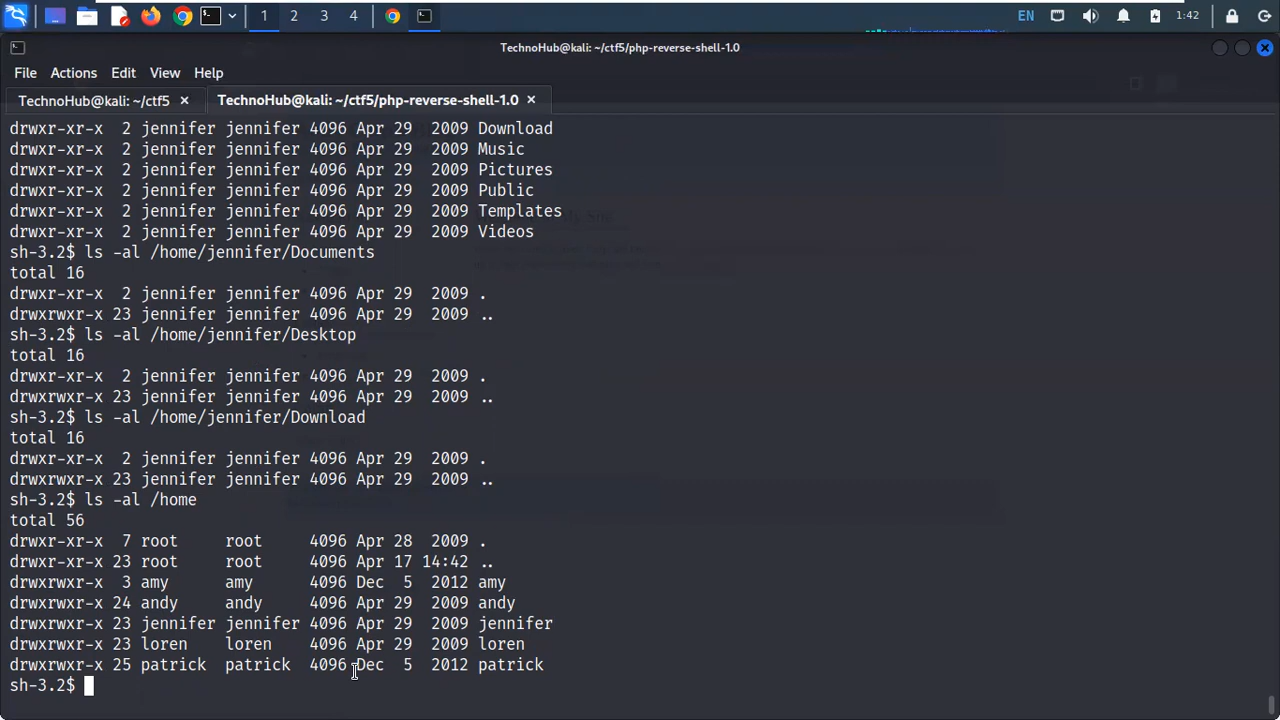 1 2 3 4 EN 1:42
TechnoHub@kali: ~/ctf5/php-reverse-shell-1.0
File Actions Edit View Help
TechnoHub@kali: ~/ctf5 × TechnoHub@kali: ~/ctf5/php-reverse-shell-1.0 ×
drwxr-xr-x  2 jennifer jennifer 4096 Apr 29  2009 Download
drwxr-xr-x  2 jennifer jennifer 4096 Apr 29  2009 Music
drwxr-xr-x  2 jennifer jennifer 4096 Apr 29  2009 Pictures
drwxr-xr-x  2 jennifer jennifer 4096 Apr 29  2009 Public
drwxr-xr-x  2 jennifer jennifer 4096 Apr 29  2009 Templates
drwxr-xr-x  2 jennifer jennifer 4096 Apr 29  2009 Videos
sh-3.2$ ls -al /home/jennifer/Documents
total 16
drwxr-xr-x  2 jennifer jennifer 4096 Apr 29  2009 .
drwxrwxr-x 23 jennifer jennifer 4096 Apr 29  2009 ..
sh-3.2$ ls -al /home/jennifer/Desktop
total 16
drwxr-xr-x  2 jennifer jennifer 4096 Apr 29  2009 .
drwxrwxr-x 23 jennifer jennifer 4096 Apr 29  2009 ..
sh-3.2$ ls -al /home/jennifer/Download
total 16
drwxr-xr-x  2 jennifer jennifer 4096 Apr 29  2009 .
drwxrwxr-x 23 jennifer jennifer 4096 Apr 29  2009 ..
sh-3.2$ ls -al /home
total 56
drwxr-xr-x  7 root     root     4096 Apr 28  2009 .
drwxr-xr-x 23 root     root     4096 Apr 17 14:42 ..
drwxrwxr-x  3 amy      amy      4096 Dec  5  2012 amy
drwxrwxr-x 24 andy     andy     4096 Apr 29  2009 andy
drwxrwxr-x 23 jennifer jennifer 4096 Apr 29  2009 jennifer
drwxrwxr-x 23 loren    loren    4096 Apr 29  2009 loren
drwxrwxr-x 25 patrick  patrick  4096 Dec  5  2012 patrick
sh-3.2$